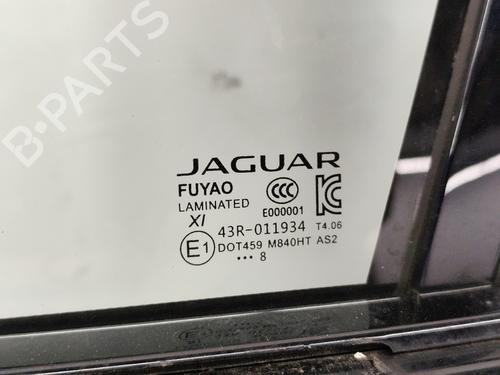 B-PARTS
JAGUAR
FUYAO
LAMINATED
XI
E000001
43R-011934 T4.06
E1 DOT459 M840HT AS2
••• 8